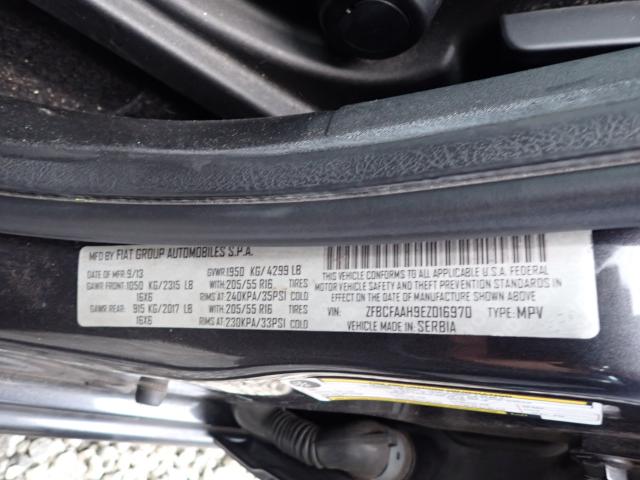 MFD BY FIAT GROUP AUTOMOBILES S.P.A.
DATE OF MFR 9/13 GVWR 1950 KG/4299 LB
GAWR FRONT 1050 KG/2315 LB WITH 205/55 R16 TIRES
16X6 RIMS AT 240KPA/35PSI COLD
GAWR REAR 915 KG/2017 LB WITH 205/55 R16 TIRES
16X6 RIMS AT 230KPA/33PSI COLD
THIS VEHICLE CONFORMS TO ALL APPLICABLE U.S.A. FEDERAL
MOTOR VEHICLE SAFETY AND THEFT PREVENTION STANDARDS
IN EFFECT ON THE DATE OF MANUFACTURE SHOWN ABOVE.
VIN: ZFBCFAAH9EZ016970 TYPE: MPV
VEHICLE MADE IN SERBIA